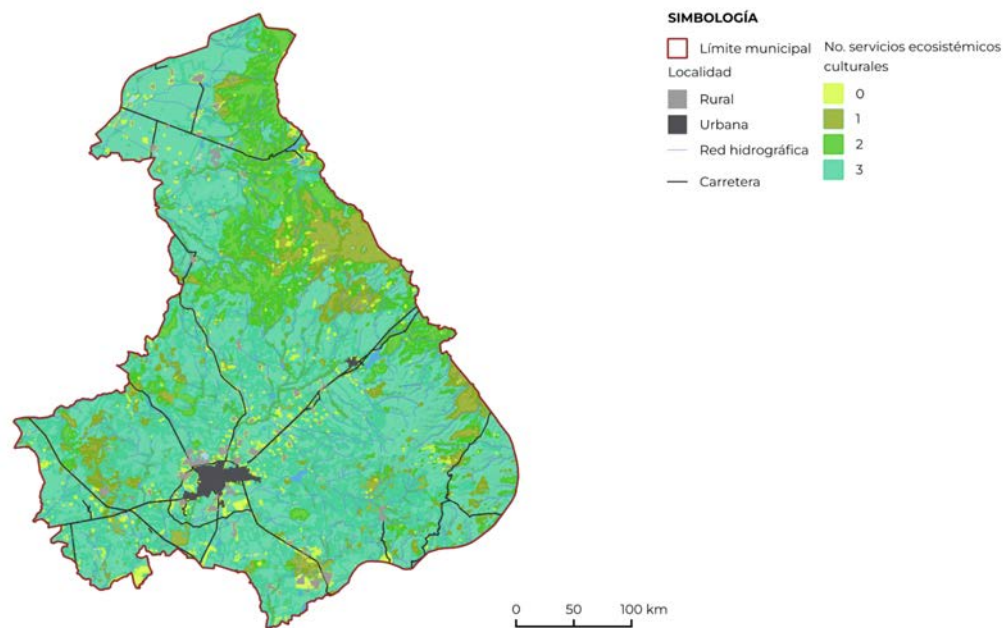 SIMBOLOGÍA
Límite municipal
Localidad
Rural
Urbana
Red hidrográfica
Carretera
No. servicios ecosistémicos
culturales
0
1
2
3
0 50 100 km